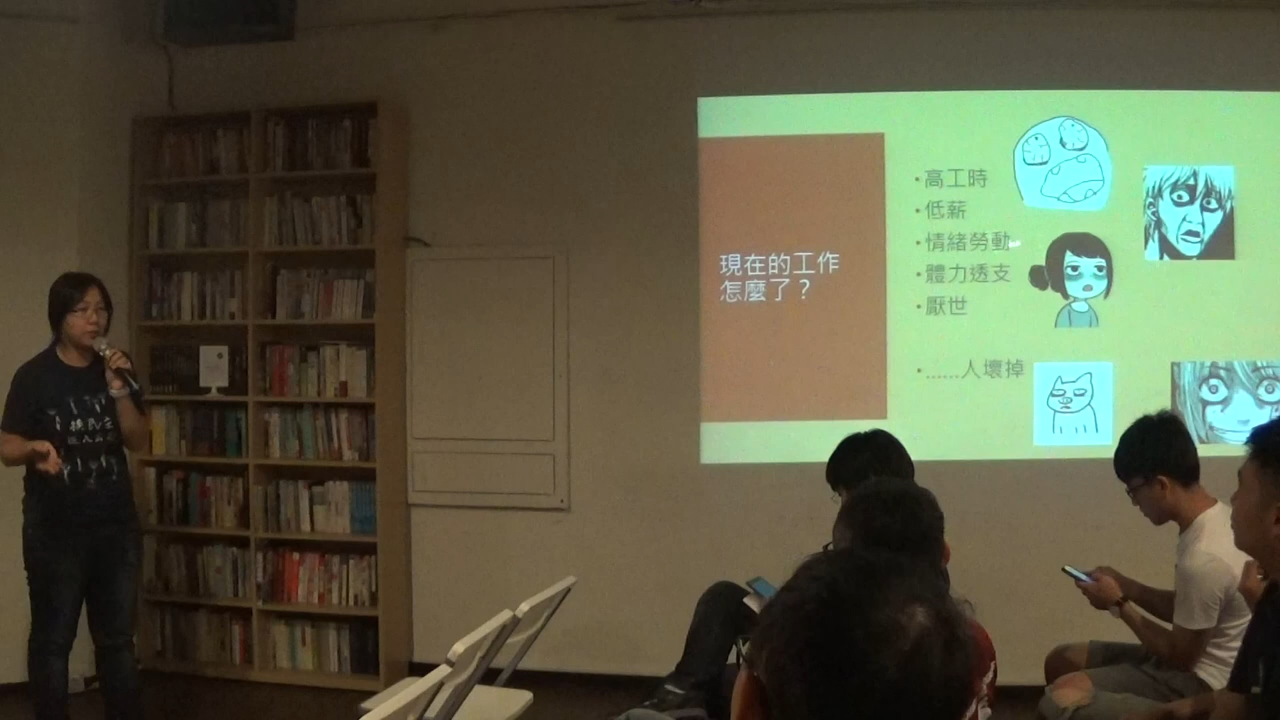 現在的工作
怎麼了？
•高工時
•低薪
•情緒勞動
•體力透支
•厭世
•......人壞掉